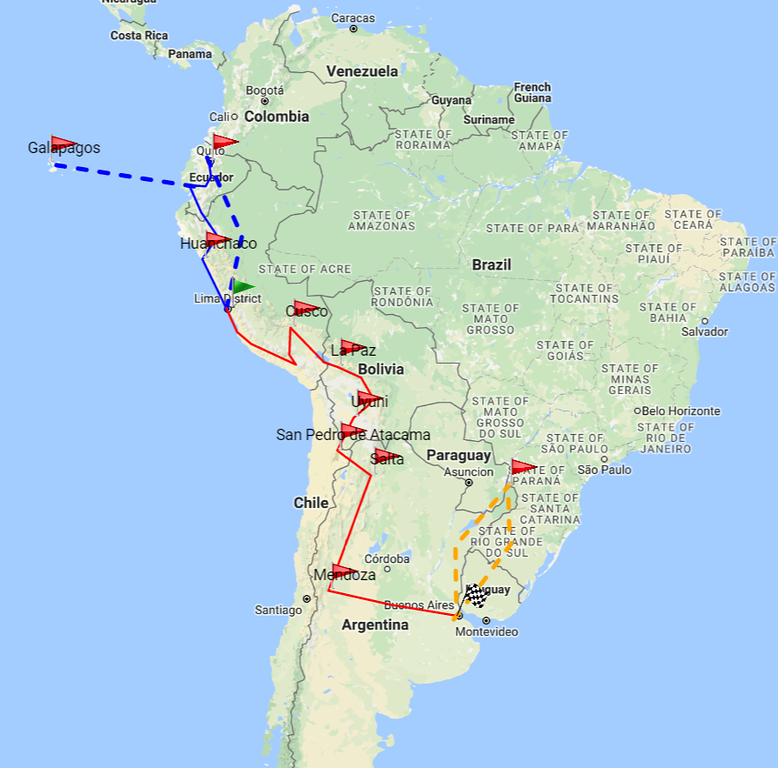 Nicaragua
Caracas
Costa Rica
Panama
Venezuela
Bogotá
Guyana
French
Guiana
Suriname
Cali
Colombia
STATE OF
RORAIMA
STATE OF
AMAPÁ
Galapagos
Quito
Ecuador
STATE OF
AMAZONAS
STATE OF PARÁ
STATE OF
MARANHÃO
STATE OF
CEARÁ
STATE OF
PARAÍBA
STATE OF
PIAUÍ
Huanchaco
STATE OF ACRE
Brazil
STATE OF
ALAGOAS
STATE OF
RONDÔNIA
STATE OF
TOCANTINS
Lima District
Cusco
STATE OF
MATO
GROSSO
STATE OF
BAHIA
Salvador
La Paz
Bolivia
STATE OF
GOIÁS
STATE OF
MINAS
GERAIS
Uyuni
STATE OF
MATO
GROSSO
DO SUL
Belo Horizonte
San Pedro de Atacama
STATE OF
SÃO PAULO
STATE OF
RIO DE
JANEIRO
Salta
Paraguay
Asuncion
São Paulo
STATE OF
PARANÁ
Chile
STATE OF
SANTA
CATARINA
STATE OF
RIO GRANDE
DO SUL
Córdoba
Mendoza
Santiago
Buenos Aires
Argentina
Montevideo